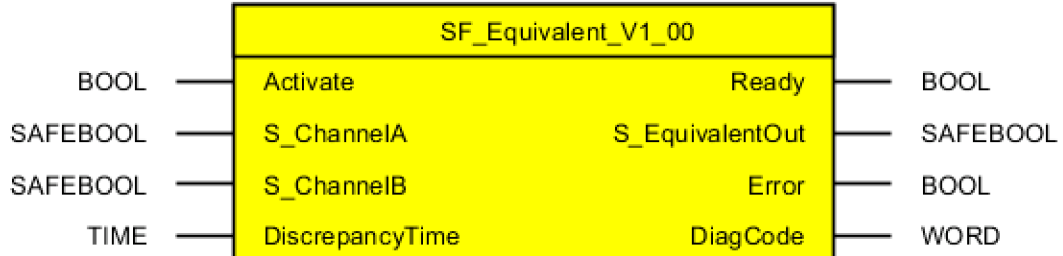 SF_Equivalent_V1_00
BOOL Activate Ready BOOL
SAFEBOOL S_ChannelA S_EquivalentOut SAFEBOOL
SAFEBOOL S_ChannelB Error BOOL
TIME DiscrepancyTime DiagCode WORD